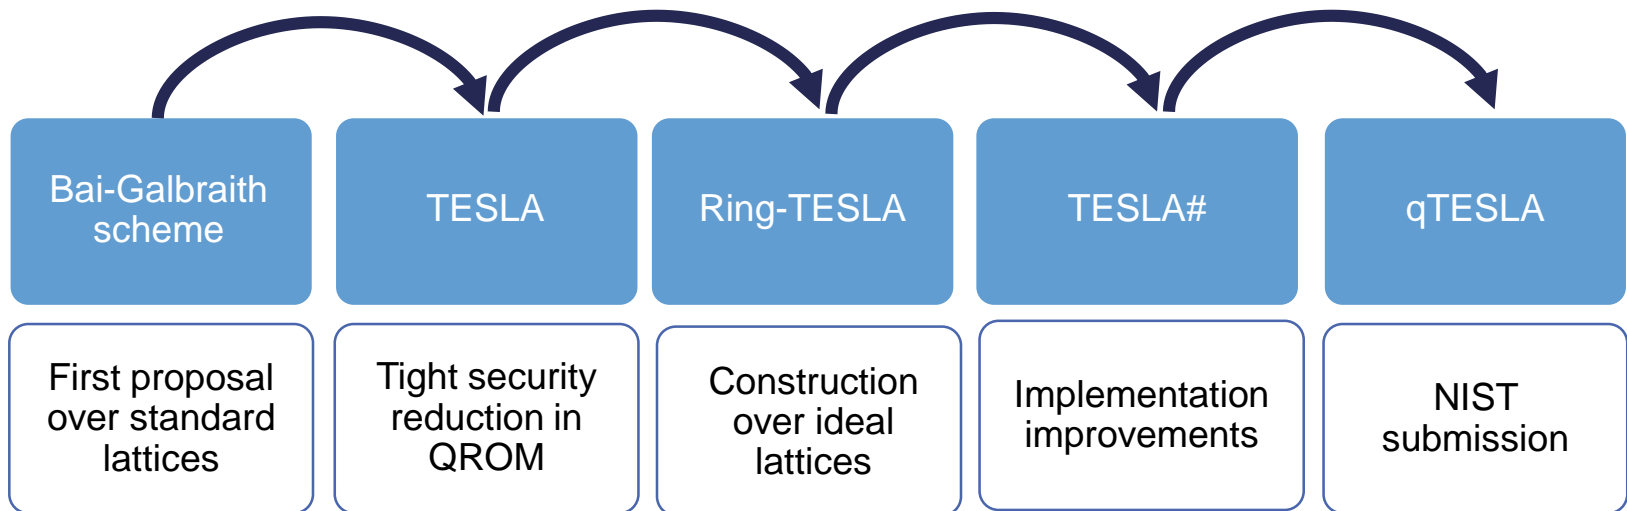 Bai-Galbraith
scheme
TESLA
Ring-TESLA
TESLA#
qTESLA
First proposal
over standard
lattices
Tight security
reduction in
QROM
Construction
over ideal
lattices
Implementation
improvements
NIST
submission